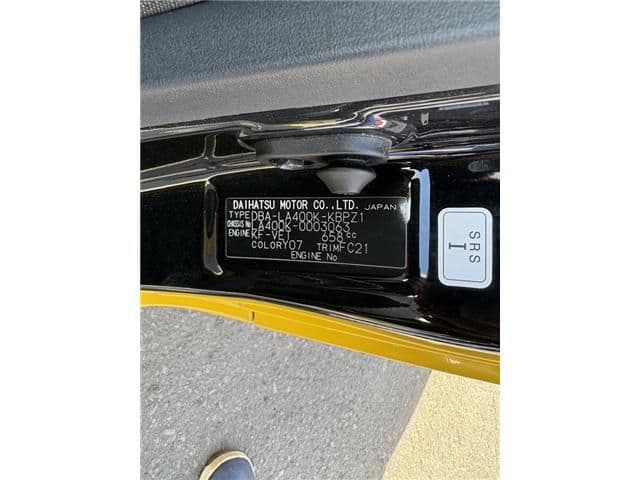 DAIHATSU MOTOR CO.,LTD. JAPAN
TYPE DBA-LA400K-KBPZ1
CHASSIS No LA400K-0003063
ENGINE KF-VET 658cc
COLOR Y07 TRIM FC21
ENGINE No
SRS
I